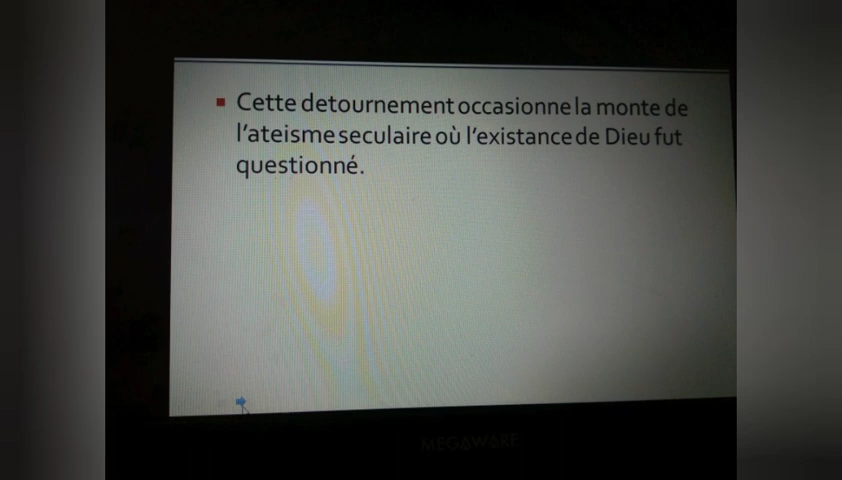 Cette detournement occasionne la monte de
l'ateisme seculaire où l'existance de Dieu fut
questionné.
MEGAWARE